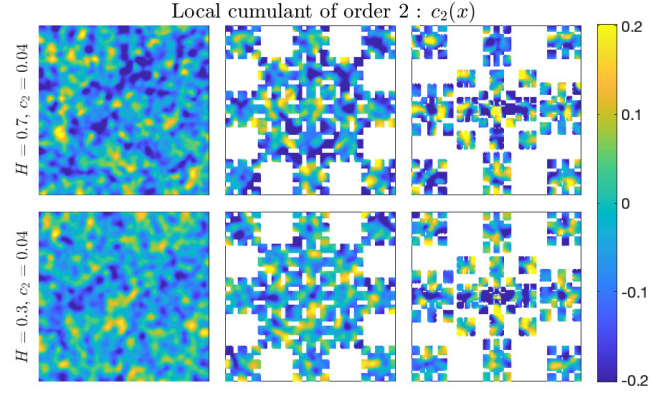 Local cumulant of order 2 : c₂(x)
H = 0.7, c₂ = 0.04
H = 0.3, c₂ = 0.04
0.2
0.1
0
-0.1
-0.2